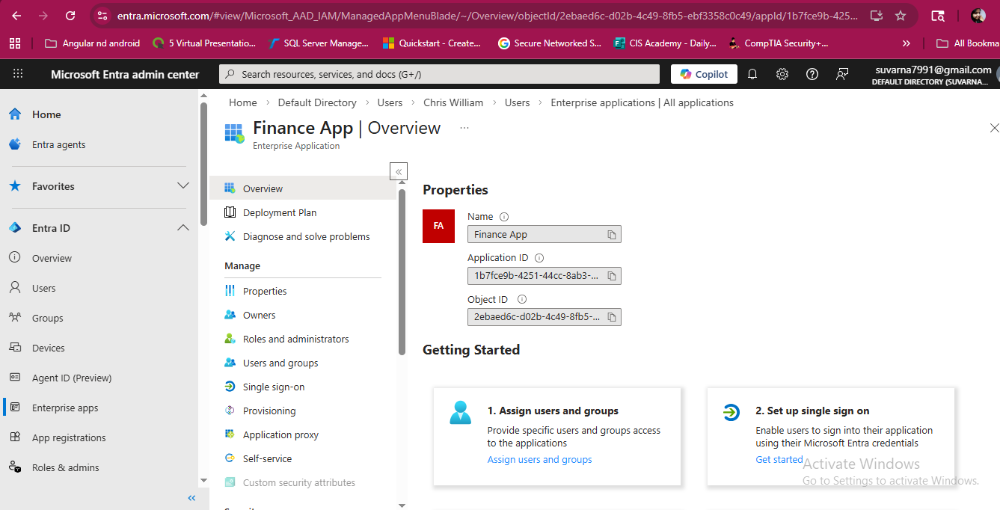 entra.microsoft.com/#view/Microsoft_AAD_IAM/ManagedAppMenuBlade/~/Overview/objectId/2ebaed6c-d02b-4c49-8fb5-ebf3358c0c49/appId/1b7fce9b-425...
Angular nd android
5 Virtual Presentatio...
SQL Server Manage...
Quickstart - Create...
Secure Networked S...
CIS Academy - Daily...
CompTIA Security+...
»
All Bookma
Microsoft Entra admin center
Search resources, services, and docs (G+/)
Copilot
suvarna7991@gmail.com
DEFAULT DIRECTORY (SUVARNA...
Home
Entra agents
Favorites
Entra ID
Overview
Users
Groups
Devices
Agent ID (Preview)
Enterprise apps
App registrations
Roles & admins
«
Home > Default Directory > Users > Chris William > Users > Enterprise applications | All applications
Finance App | Overview ...
Enterprise Application
«
Overview
Deployment Plan
Diagnose and solve problems
Manage
Properties
Owners
Roles and administrators
Users and groups
Single sign-on
Provisioning
Application proxy
Self-service
Custom security attributes
Properties
FA
Name
Finance App
Application ID
1b7fce9b-4251-44cc-8ab3-...
Object ID
2ebaed6c-d02b-4c49-8fb5-...
Getting Started
1. Assign users and groups
Provide specific users and groups access
to the applications
Assign users and groups
2. Set up single sign on
Enable users to sign into their application
using their Microsoft Entra credentials
Get started
Activate Windows
Go to Settings to activate Windows.